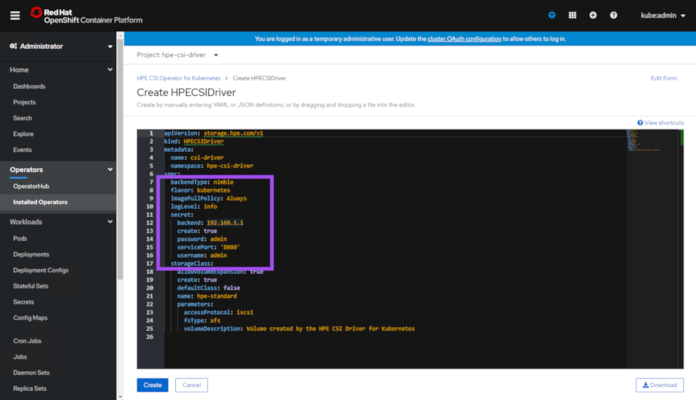 Red Hat
OpenShift Container Platform
kube:admin
Administrator
You are logged in as a temporary administrative user. Update the cluster OAuth configuration to allow others to log in.
Project: hpe-csi-driver
Home
Dashboards
Projects
Search
Explore
Events
Operators
OperatorHub
Installed Operators
Workloads
Pods
Deployments
Deployment Configs
Stateful Sets
Secrets
Config Maps
Cron Jobs
Jobs
Daemon Sets
Replica Sets
HPE CSI Operator for Kubernetes > Create HPECSIDriver
Edit Form
Create HPECSIDriver
Create by manually entering YAML or JSON definitions, or by dragging and dropping a file into the editor.
View shortcuts
1 apiVersion: storage.hpe.com/v1
2 kind: HPECSIDriver
3 metadata:
4 name: csi-driver
5 namespace: hpe-csi-driver
6 spec:
7 backendType: nimble
8 flavor: kubernetes
9 imagePullPolicy: Always
10 logLevel: info
11 secret:
12 backend: 192.168.1.1
13 create: true
14 password: admin
15 servicePort: '8080'
16 username: admin
17 storageClass:
18 allowVolumeExpansion: true
19 create: true
20 defaultClass: false
21 name: hpe-standard
22 parameters:
23 accessProtocol: iscsi
24 fsType: xfs
25 volumeDescription: Volume created by the HPE CSI Driver for Kubernetes
26
Create
Cancel
Download